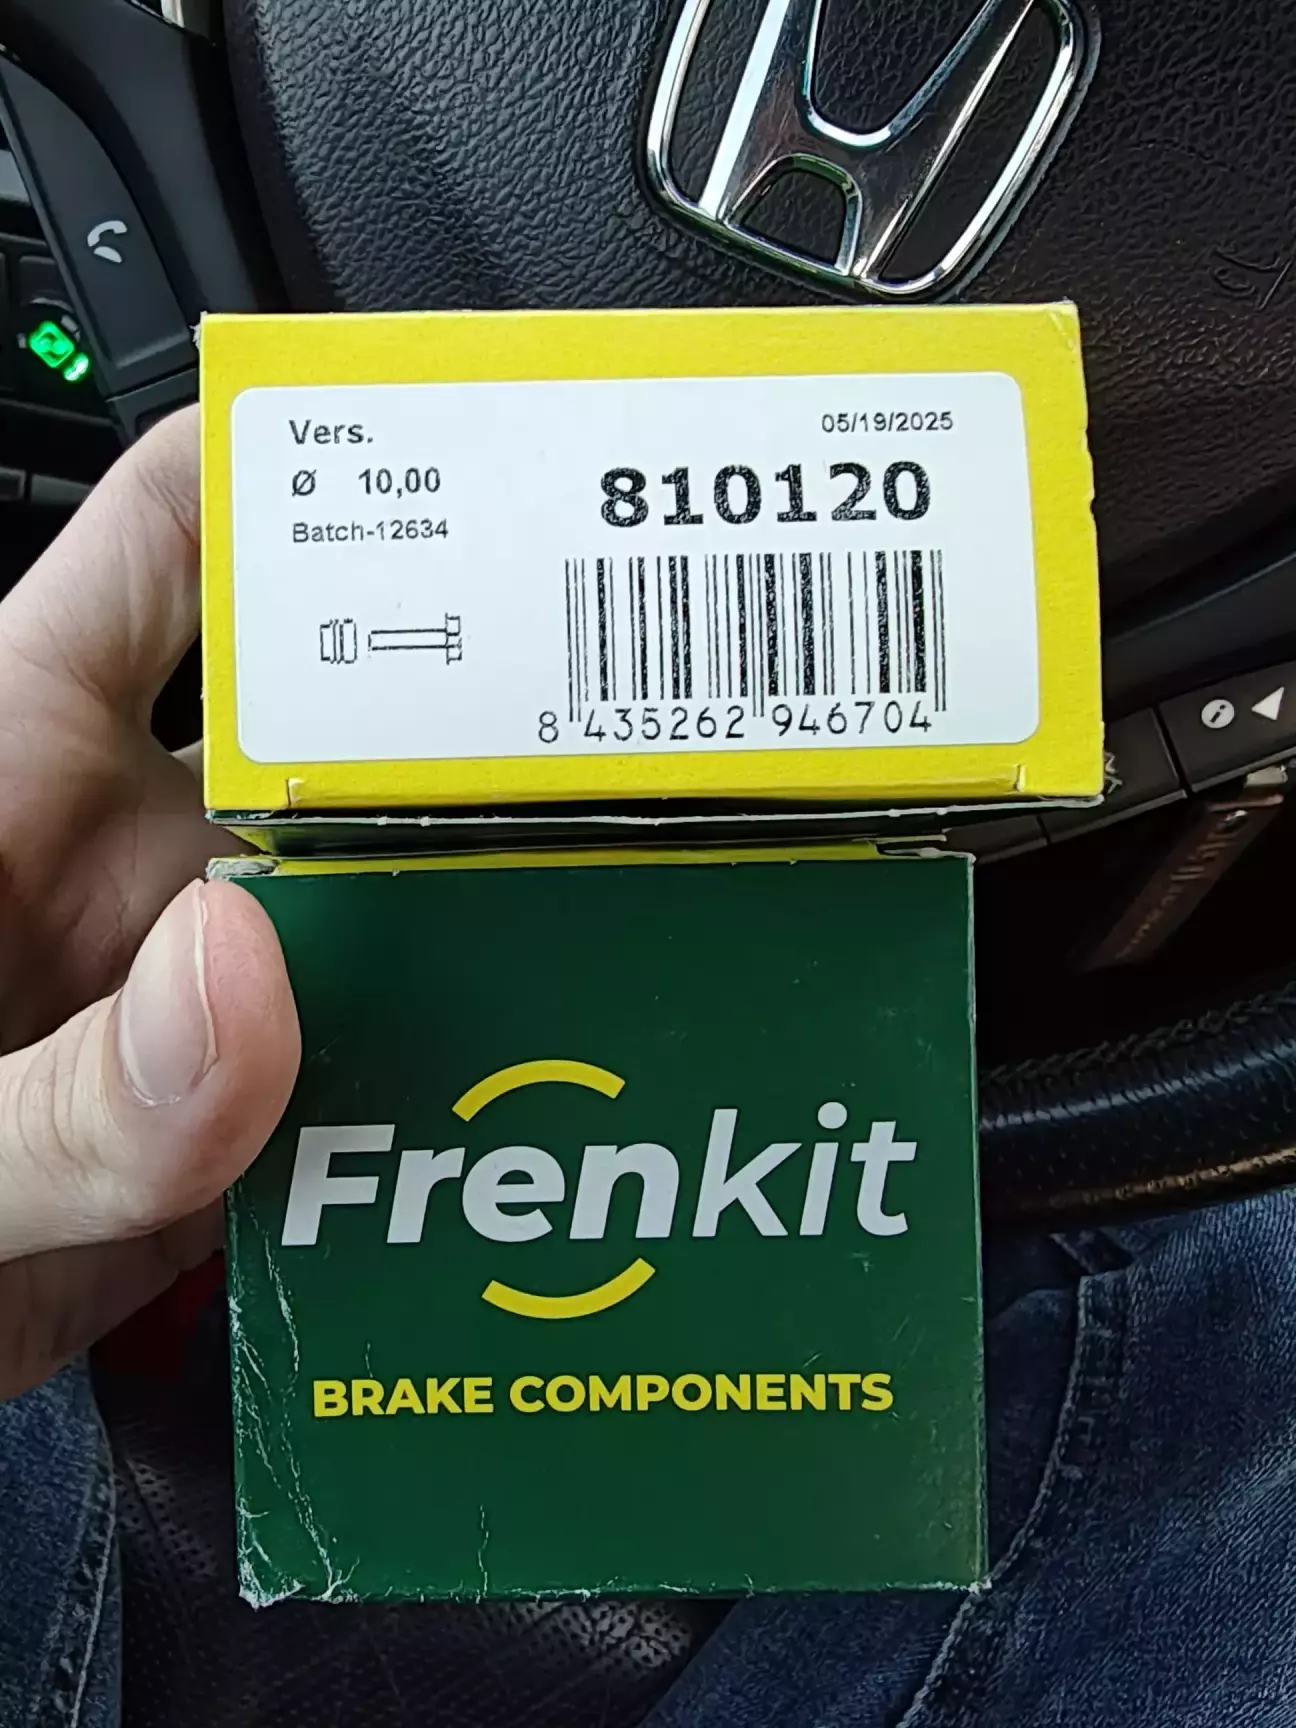 Vers.
05/19/2025
Ø 10,00
810120
Batch-12634
8 435262 946704
Frenkit
BRAKE COMPONENTS